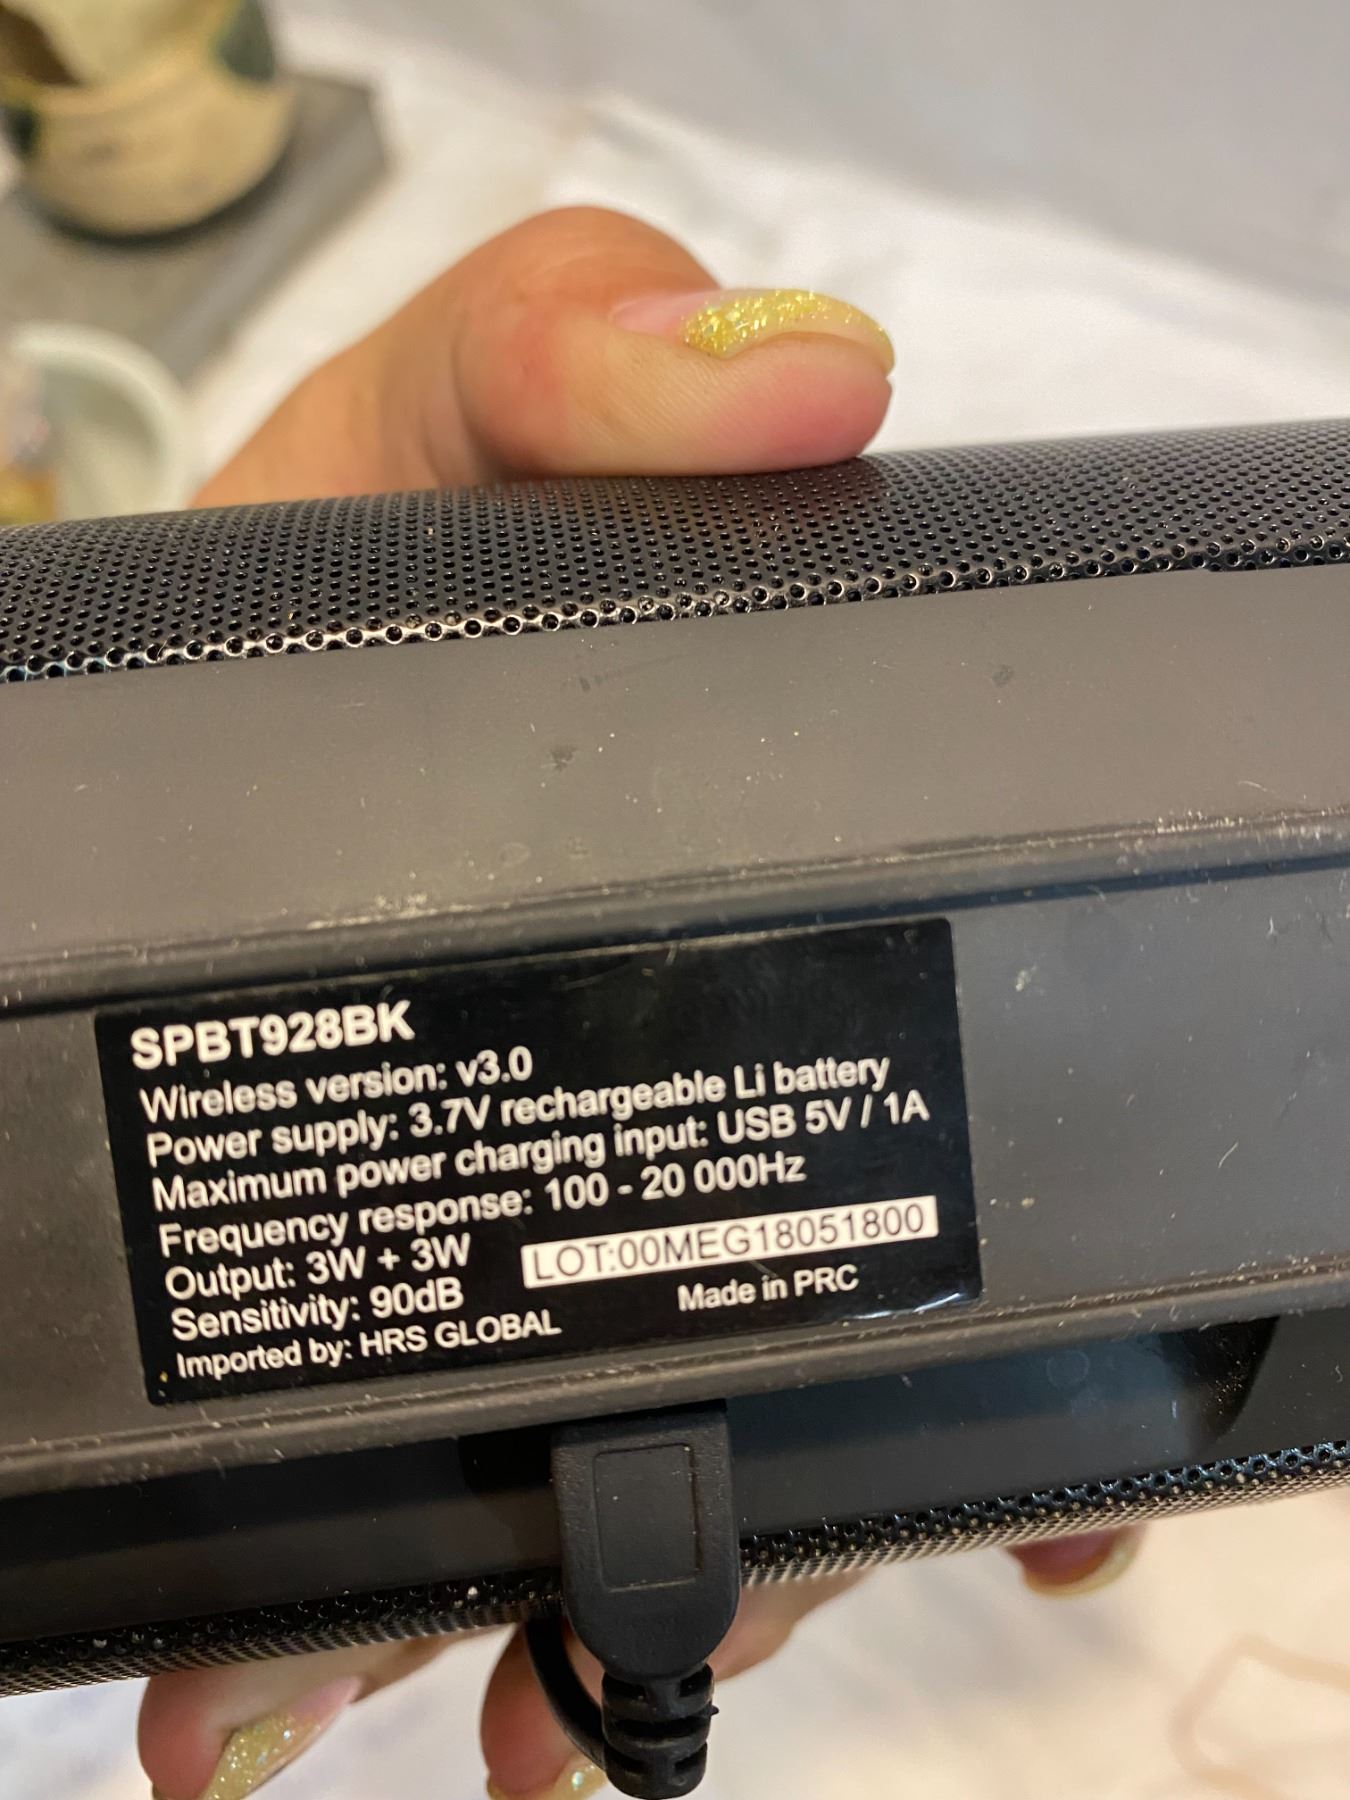 SPBT928BK
Wireless version: v3.0
Power supply: 3.7V rechargeable Li battery
Maximum power charging input: USB 5V / 1A
Frequency response: 100 - 20 000Hz
Output: 3W + 3W
LOT:00MEG18051800
Sensitivity: 90dB
Made in PRC
Imported by: HRS GLOBAL